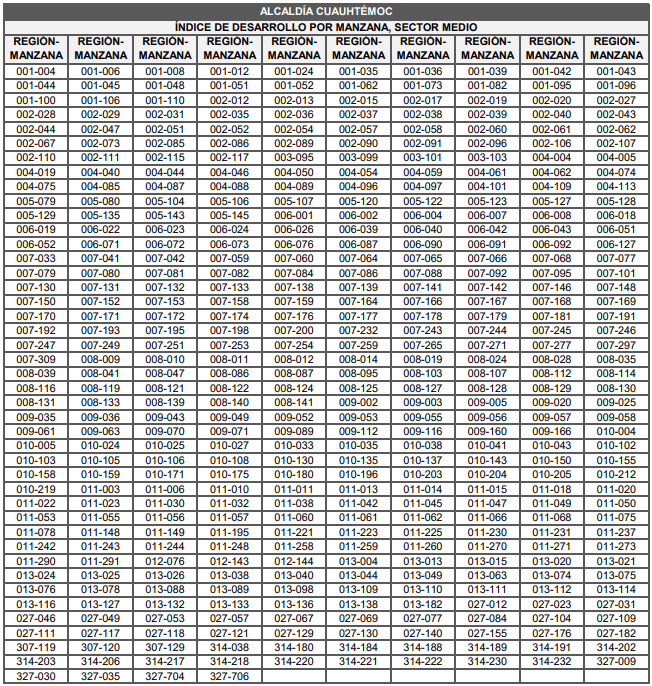 ALCALDÍA CUAUHTÉMOC
ÍNDICE DE DESARROLLO POR MANZANA, SECTOR MEDIO
REGIÓN- REGIÓN- REGIÓN- REGIÓN- REGIÓN- REGIÓN- REGIÓN- REGIÓN- REGIÓN- REGIÓN-
MANZANA MANZANA MANZANA MANZANA MANZANA MANZANA MANZANA MANZANA MANZANA MANZANA
001-004 001-006 001-008 001-012 001-024 001-035 001-036 001-039 001-042 001-043
001-044 001-045 001-048 001-051 001-052 001-062 001-073 001-082 001-095 001-096
001-100 001-106 001-110 002-012 002-013 002-015 002-017 002-019 002-020 002-027
002-028 002-029 002-031 002-035 002-036 002-037 002-038 002-039 002-040 002-043
002-044 002-047 002-051 002-052 002-054 002-057 002-058 002-060 002-061 002-062
002-067 002-073 002-085 002-086 002-089 002-090 002-091 002-096 002-106 002-107
002-110 002-111 002-115 002-117 003-095 003-099 003-101 003-103 004-004 004-005
004-019 004-040 004-044 004-046 004-050 004-054 004-059 004-061 004-062 004-074
004-075 004-085 004-087 004-088 004-089 004-096 004-097 004-101 004-109 004-113
005-079 005-080 005-104 005-106 005-107 005-120 005-122 005-123 005-127 005-128
005-129 005-135 005-143 005-145 006-001 006-002 006-004 006-007 006-008 006-018
006-019 006-022 006-023 006-024 006-026 006-039 006-040 006-042 006-043 006-051
006-052 006-071 006-072 006-073 006-076 006-087 006-090 006-091 006-092 006-127
007-033 007-041 007-042 007-059 007-060 007-064 007-065 007-066 007-068 007-077
007-079 007-080 007-081 007-082 007-084 007-086 007-088 007-092 007-095 007-101
007-130 007-131 007-132 007-133 007-138 007-139 007-141 007-142 007-146 007-148
007-150 007-152 007-153 007-158 007-159 007-164 007-166 007-167 007-168 007-169
007-170 007-171 007-172 007-174 007-176 007-177 007-178 007-179 007-181 007-191
007-192 007-193 007-195 007-198 007-200 007-232 007-243 007-244 007-245 007-246
007-247 007-249 007-251 007-253 007-254 007-259 007-265 007-271 007-277 007-297
007-309 008-009 008-010 008-011 008-012 008-014 008-019 008-024 008-028 008-035
008-039 008-041 008-047 008-086 008-087 008-095 008-103 008-107 008-112 008-114
008-116 008-119 008-121 008-122 008-124 008-125 008-127 008-128 008-129 008-130
008-131 008-133 008-139 008-140 008-141 009-002 009-003 009-005 009-020 009-025
009-035 009-036 009-043 009-049 009-052 009-053 009-055 009-056 009-057 009-058
009-061 009-063 009-070 009-071 009-089 009-112 009-116 009-160 009-166 010-004
010-005 010-024 010-025 010-027 010-033 010-035 010-038 010-041 010-043 010-102
010-103 010-105 010-106 010-108 010-130 010-135 010-137 010-143 010-150 010-155
010-158 010-159 010-171 010-175 010-180 010-196 010-203 010-204 010-205 010-212
010-219 011-003 011-006 011-010 011-011 011-013 011-014 011-015 011-018 011-020
011-022 011-023 011-030 011-032 011-038 011-042 011-045 011-047 011-049 011-050
011-053 011-055 011-056 011-057 011-060 011-061 011-062 011-066 011-068 011-075
011-078 011-148 011-149 011-195 011-221 011-223 011-225 011-230 011-231 011-237
011-242 011-243 011-244 011-248 011-258 011-259 011-260 011-270 011-271 011-273
011-290 011-291 012-076 012-143 012-144 013-004 013-013 013-015 013-020 013-021
013-024 013-025 013-026 013-038 013-040 013-044 013-049 013-063 013-074 013-075
013-076 013-078 013-088 013-089 013-098 013-109 013-110 013-111 013-112 013-114
013-116 013-127 013-132 013-133 013-136 013-138 013-182 027-012 027-023 027-031
027-046 027-049 027-053 027-057 027-067 027-069 027-077 027-084 027-104 027-109
027-111 027-117 027-118 027-121 027-129 027-130 027-140 027-155 027-176 027-182
307-119 307-120 307-129 314-038 314-180 314-184 314-188 314-189 314-191 314-202
314-203 314-206 314-217 314-218 314-220 314-221 314-222 314-230 314-232 327-009
327-030 327-035 327-704 327-706